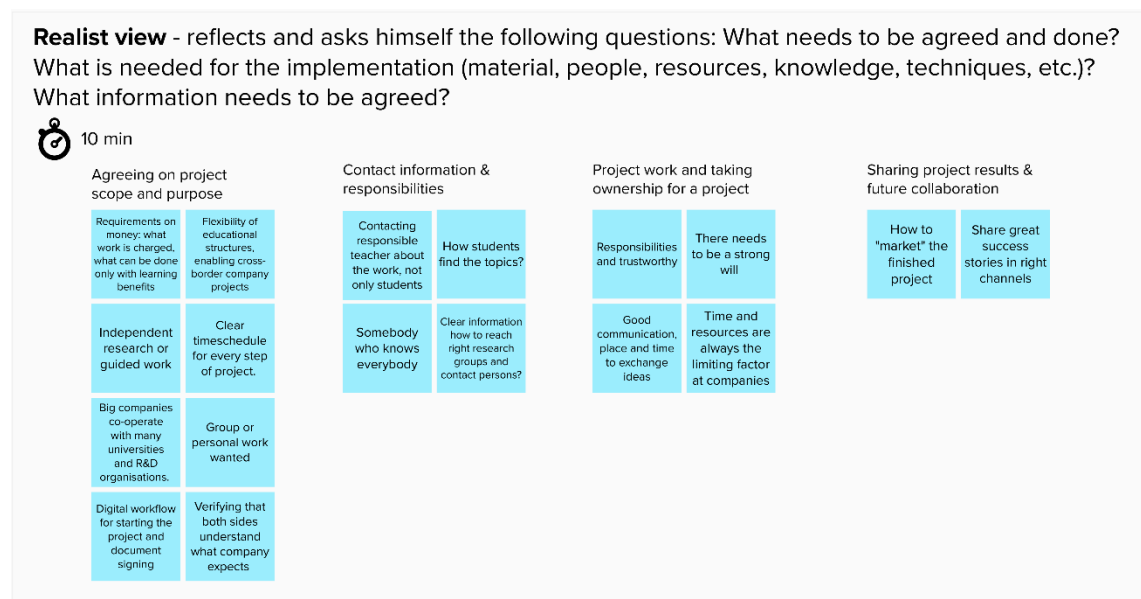 Realist view - reflects and asks himself the following questions: What needs to be agreed and done?
What is needed for the implementation (material, people, resources, knowledge, techniques, etc.)?
What information needs to be agreed?
10 min
Agreeing on project
scope and purpose
Requirements on
money: what
work is charged,
what can be done
only with learning
benefits
Flexibility of
educational
structures,
enabling cross-
border company
projects
Independent
research or
guided work
Clear
timeschedule
for every step
of project.
Big companies
co-operate
with many
universities
and R&D
organisations.
Group or
personal work
wanted
Digital workflow
for starting the
project and
document
signing
Verifying that
both sides
understand
what company
expects
Contact information &
responsibilities
Contacting
responsible
teacher about
the work, not
only students
How students
find the topics?
Somebody
who knows
everybody
Clear information
how to reach
right research
groups and
contact persons?
Project work and taking
ownership for a project
Responsibilities
and trustworthy
There needs
to be a strong
will
Good
communication,
place and time
to exchange
ideas
Time and
resources are
always the
limiting factor
at companies
Sharing project results &
future collaboration
How to
"market" the
finished
project
Share great
success
stories in right
channels